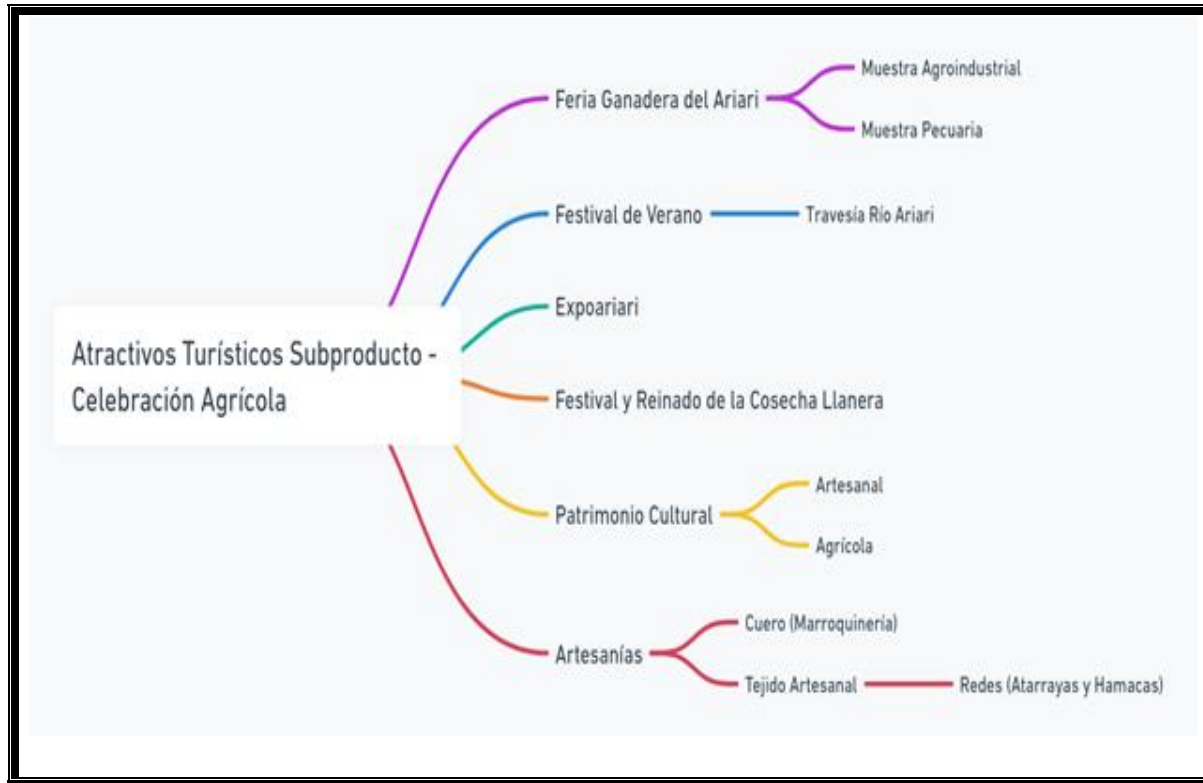 Atractivos Turísticos Subproducto -
Celebración Agrícola
Feria Ganadera del Ariari
Muestra Agroindustrial
Muestra Pecuaria
Festival de Verano
Travesía Río Ariari
Expoariari
Festival y Reinado de la Cosecha Llanera
Patrimonio Cultural
Artesanal
Agrícola
Artesanías
Cuero (Marroquinería)
Tejido Artesanal
Redes (Atarrayas y Hamacas)